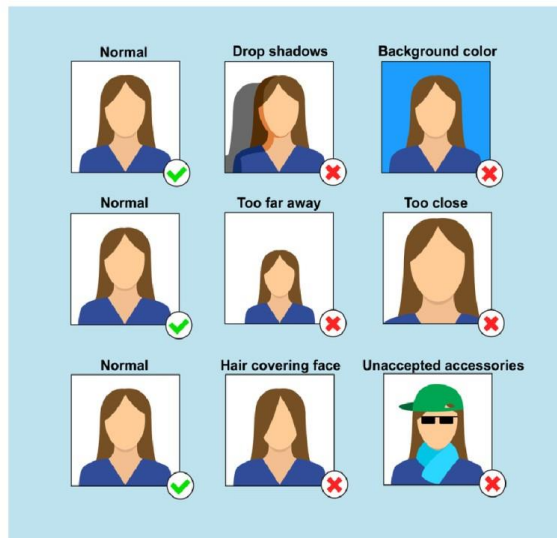 Normal
Drop shadows
Background color
Normal
Too far away
Too close
Normal
Hair covering face
Unaccepted accessories